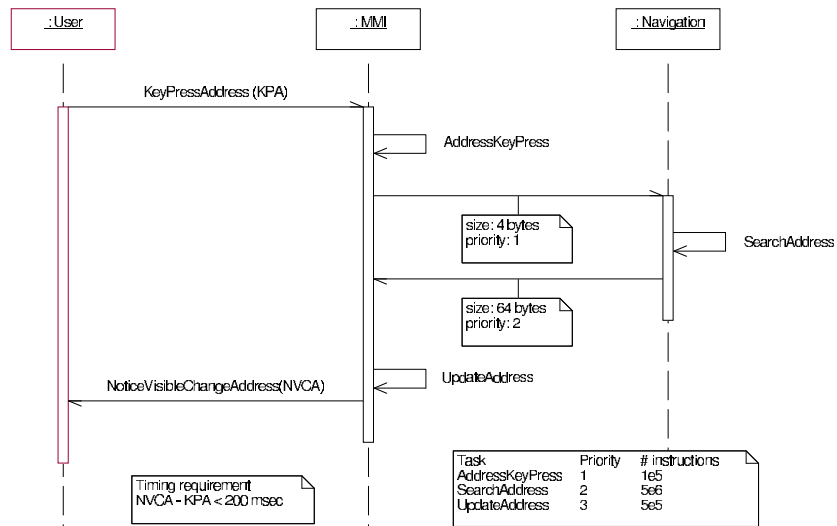 : User
: MMI
: Navigation
KeyPressAddress (KPA)
AddressKeyPress
size: 4 bytes
priority: 1
SearchAddress
size: 64 bytes
priority: 2
UpdateAddress
NoticeVisibleChangeAddress(NVCA)
Timing requirement
NVCA - KPA < 200 msec
Task Priority # instructions
AddressKeyPress 1 1e5
SearchAddress 2 5e6
UpdateAddress 3 5e5